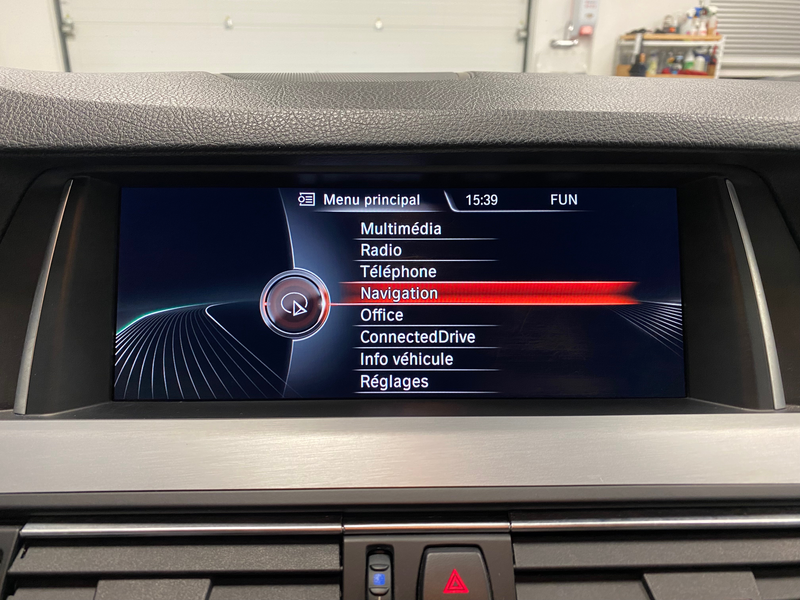 Menu principal 15:39 FUN
Multimédia
Radio
Téléphone
Navigation
Office
ConnectedDrive
Info véhicule
Réglages